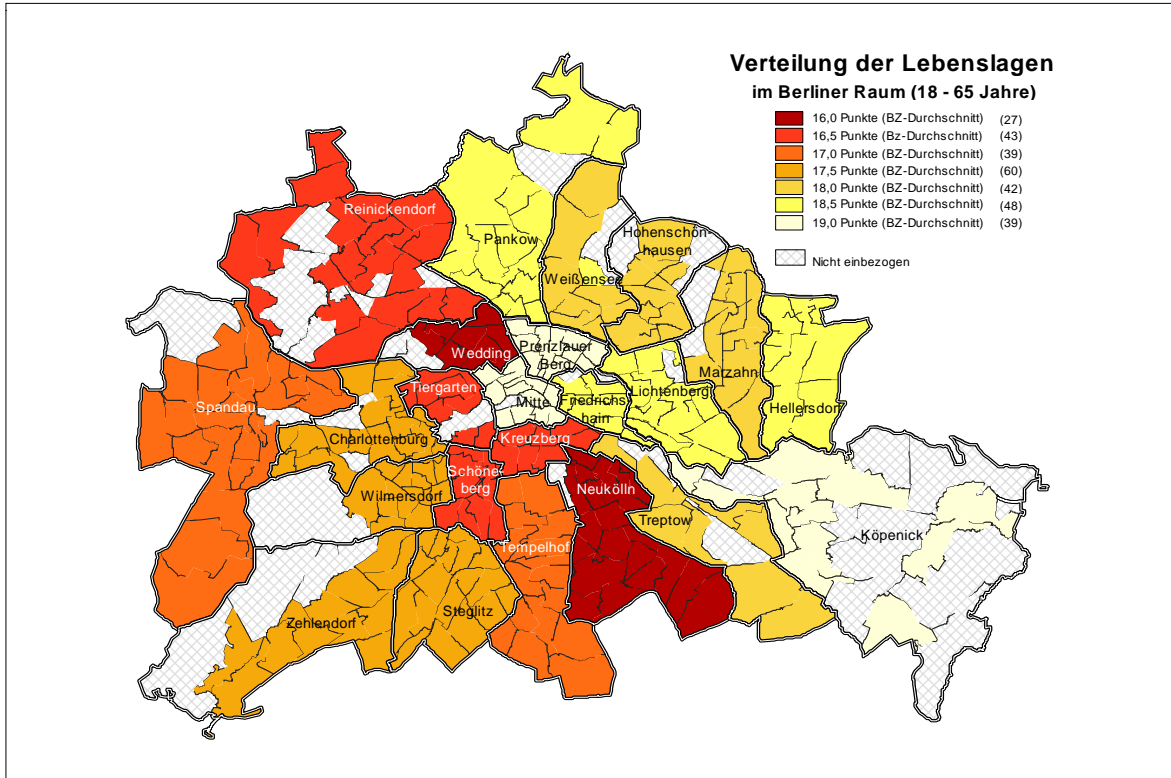 Verteilung der Lebenslagen
im Berliner Raum (18 - 65 Jahre)
16,0 Punkte (BZ-Durchschnitt) (27)
16,5 Punkte (Bz-Durchschnitt) (43)
17,0 Punkte (BZ-Durchschnitt) (39)
17,5 Punkte (BZ-Durchschnitt) (60)
18,0 Punkte (BZ-Durchschnitt) (42)
18,5 Punkte (BZ-Durchschnitt) (48)
19,0 Punkte (BZ-Durchschnitt) (39)
Nicht einbezogen
Reinickendorf
Pankow
Hohenschön-
hausen
Weißensee
Wedding
Prenzlauer
Berg
Marzahn
Tiergarten
Mitte
Friedrichs-
hain
Lichtenberg
Hellersdorf
Spandau
Charlottenburg
Kreuzberg
Schöne-
berg
Wilmersdorf
Neukölln
Treptow
Köpenick
Tempelhof
Steglitz
Zehlendorf